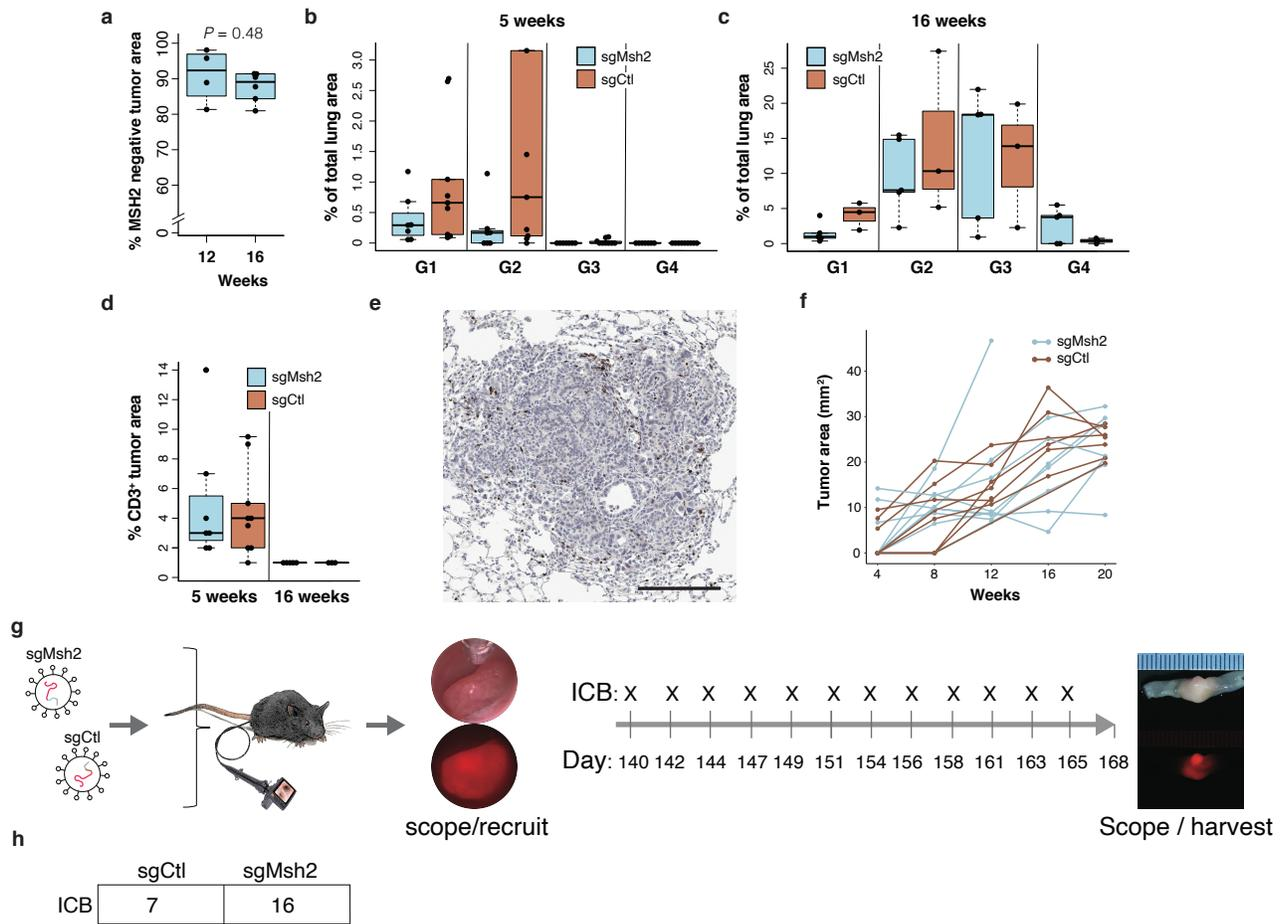 a
P = 0.48
% MSH2 negative tumor area
100
90
80
70
60
0
12 16
Weeks
b
5 weeks
% of total lung area
3.0
2.5
2.0
1.5
1.0
0.5
0
sgMsh2
sgCtl
G1 G2 G3 G4
c
16 weeks
% of total lung area
25
20
15
10
5
0
sgMsh2
sgCtl
G1 G2 G3 G4
d
% CD3+ tumor area
14
12
10
8
6
4
2
0
sgMsh2
sgCtl
5 weeks 16 weeks
e
f
Tumor area (mm²)
40
30
20
10
0
sgMsh2
sgCtl
4 8 12 16 20
Weeks
g
sgMsh2
sgCtl
scope/recruit
ICB: X X X X X X X X X X X X
Day: 140 142 144 147 149 151 154 156 158 161 163 165 168
Scope / harvest
h
sgCtl sgMsh2
ICB 7 16